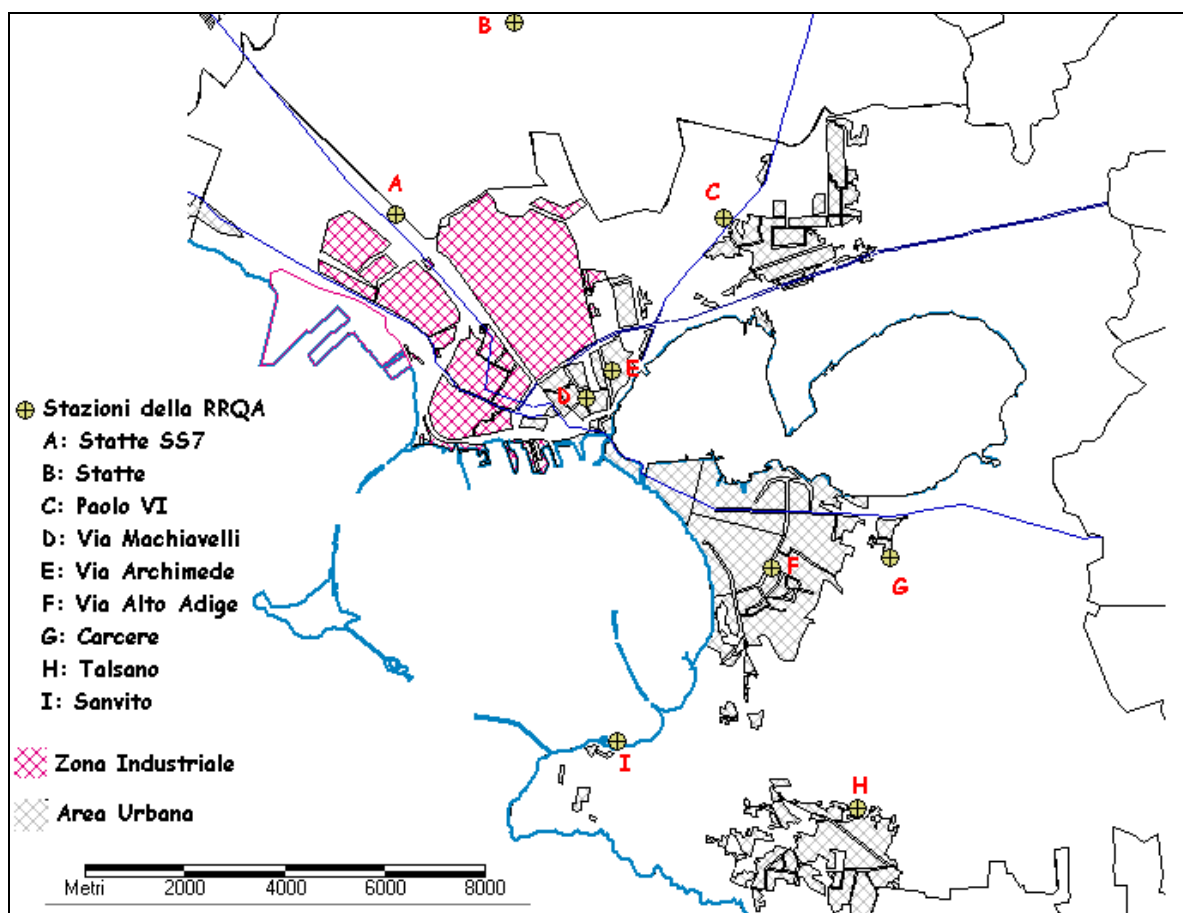 B
A
C
E
D
F
G
I
H
Stazioni della RRQA
A: Statte SS7
B: Statte
C: Paolo VI
D: Via Machiavelli
E: Via Archimede
F: Via Alto Adige
G: Carcere
H: Talsano
I: Sanvito
Zona Industriale
Area Urbana
Metri 2000 4000 6000 8000